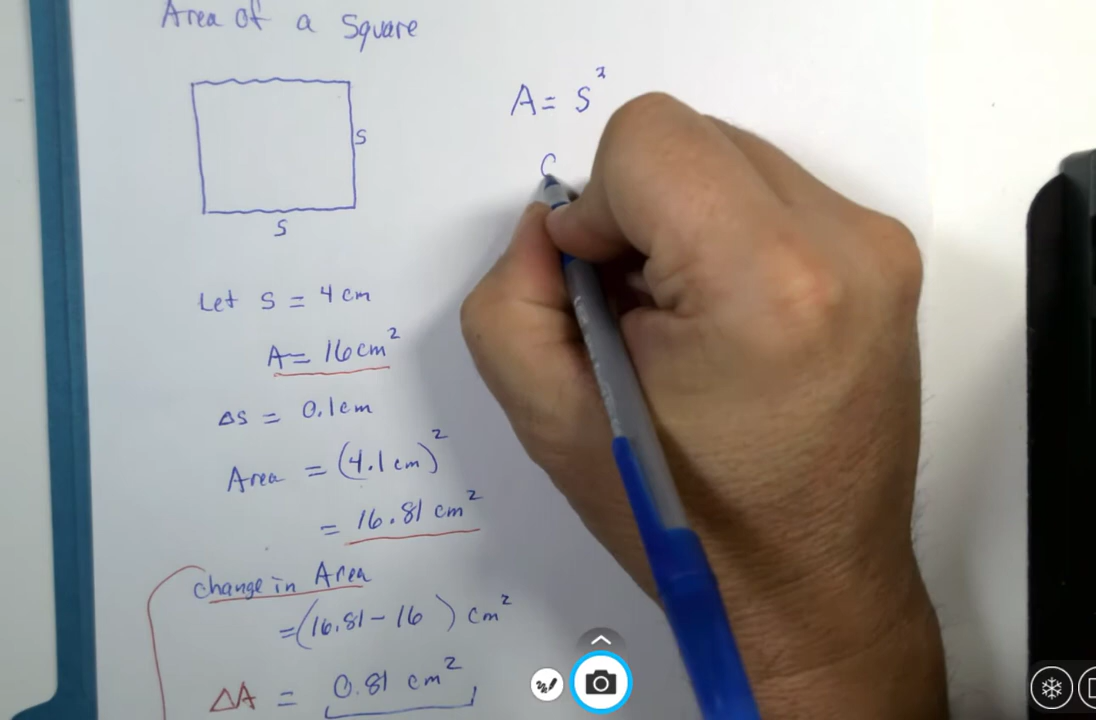 Area of a Square
S
S
Let S = 4 cm
A = 16 cm²
Δs = 0.1 cm
Area = (4.1 cm)²
= 16.81 cm²
change in Area
= (16.81 - 16) cm²
ΔA = 0.81 cm²
A = S²